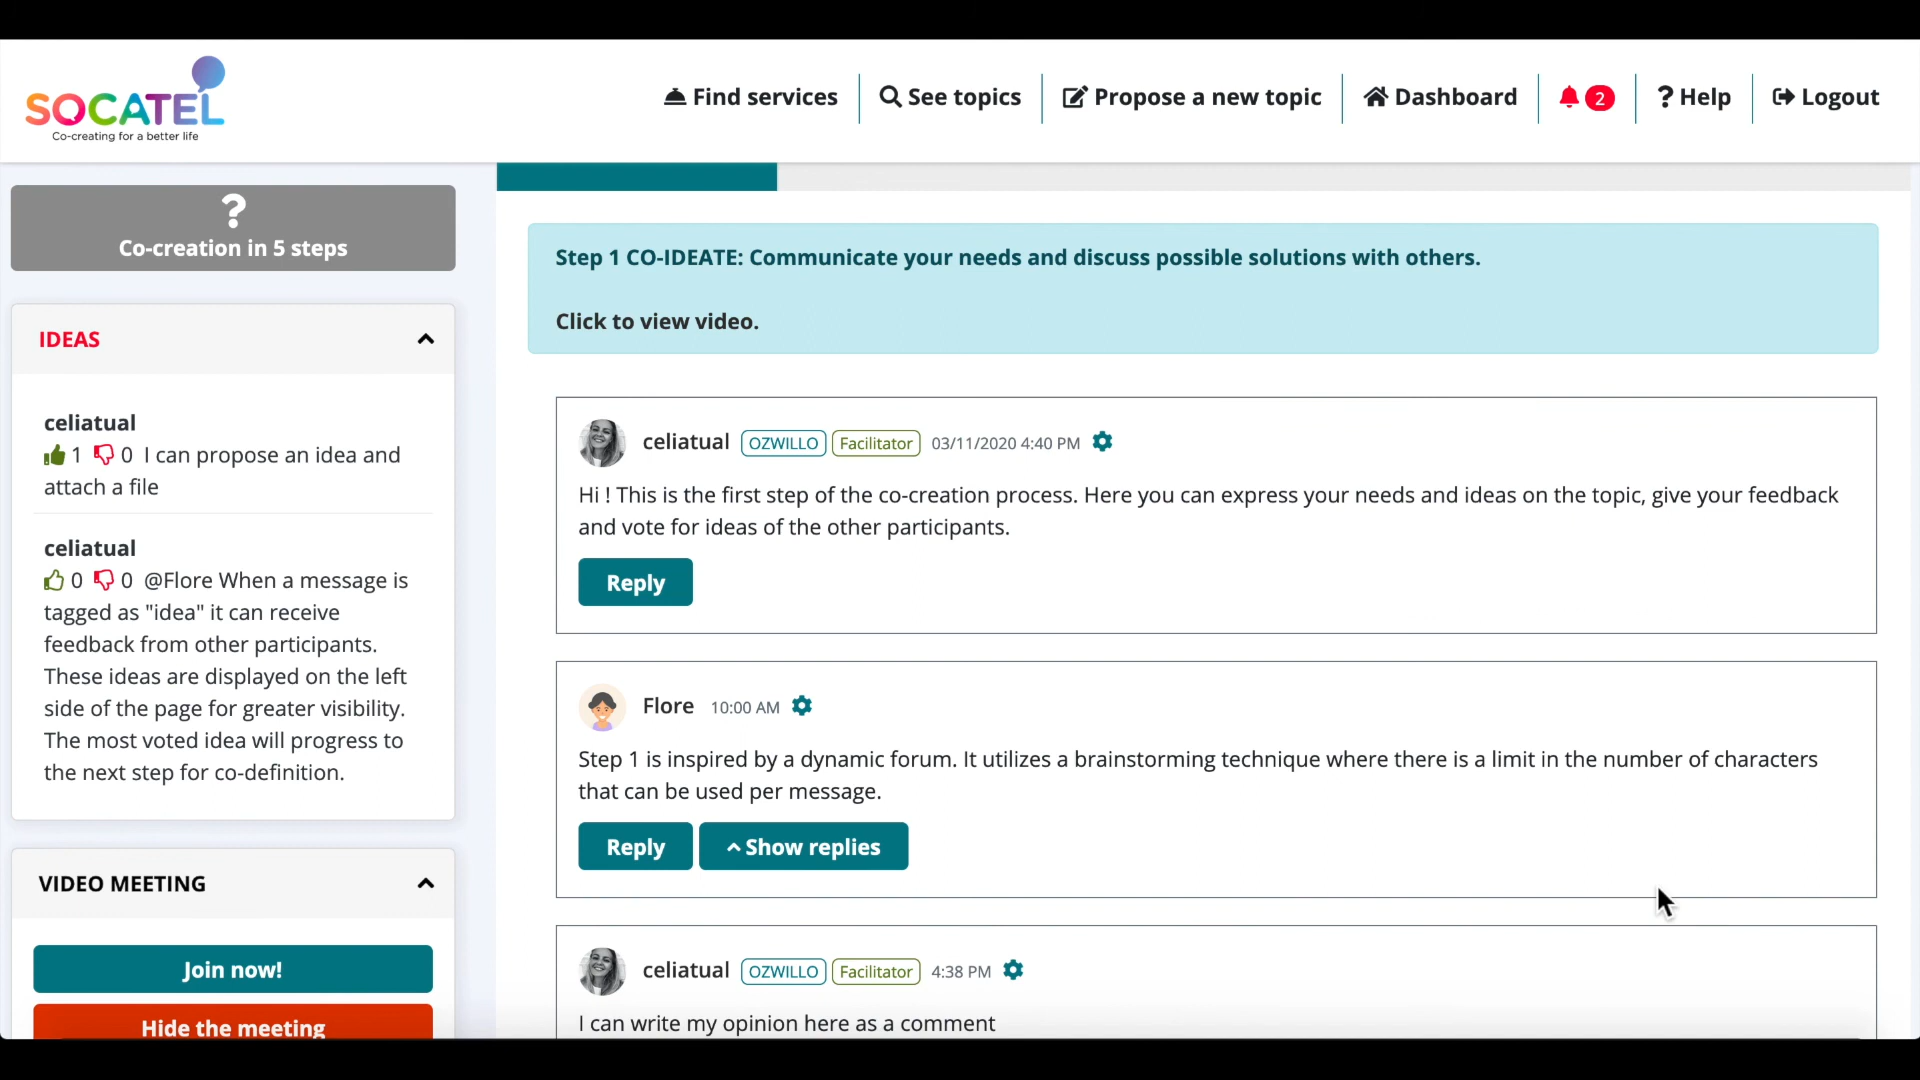 SOCATEL
Co-creating for a better life
Find services
See topics
Propose a new topic
Dashboard
2
? Help
Logout
?
Co-creation in 5 steps
IDEAS
celiatual
1 0 I can propose an idea and
attach a file
celiatual
0 0 @Flore When a message is
tagged as "idea" it can receive
feedback from other participants.
These ideas are displayed on the left
side of the page for greater visibility.
The most voted idea will progress to
the next step for co-definition.
VIDEO MEETING
Join now!
Hide the meeting
Step 1 CO-IDEATE: Communicate your needs and discuss possible solutions with others.
Click to view video.
celiatual OZWILLO Facilitator 03/11/2020 4:40 PM
Hi ! This is the first step of the co-creation process. Here you can express your needs and ideas on the topic, give your feedback
and vote for ideas of the other participants.
Reply
Flore 10:00 AM
Step 1 is inspired by a dynamic forum. It utilizes a brainstorming technique where there is a limit in the number of characters
that can be used per message.
Reply
Show replies
celiatual OZWILLO Facilitator 4:38 PM
I can write my opinion here as a comment